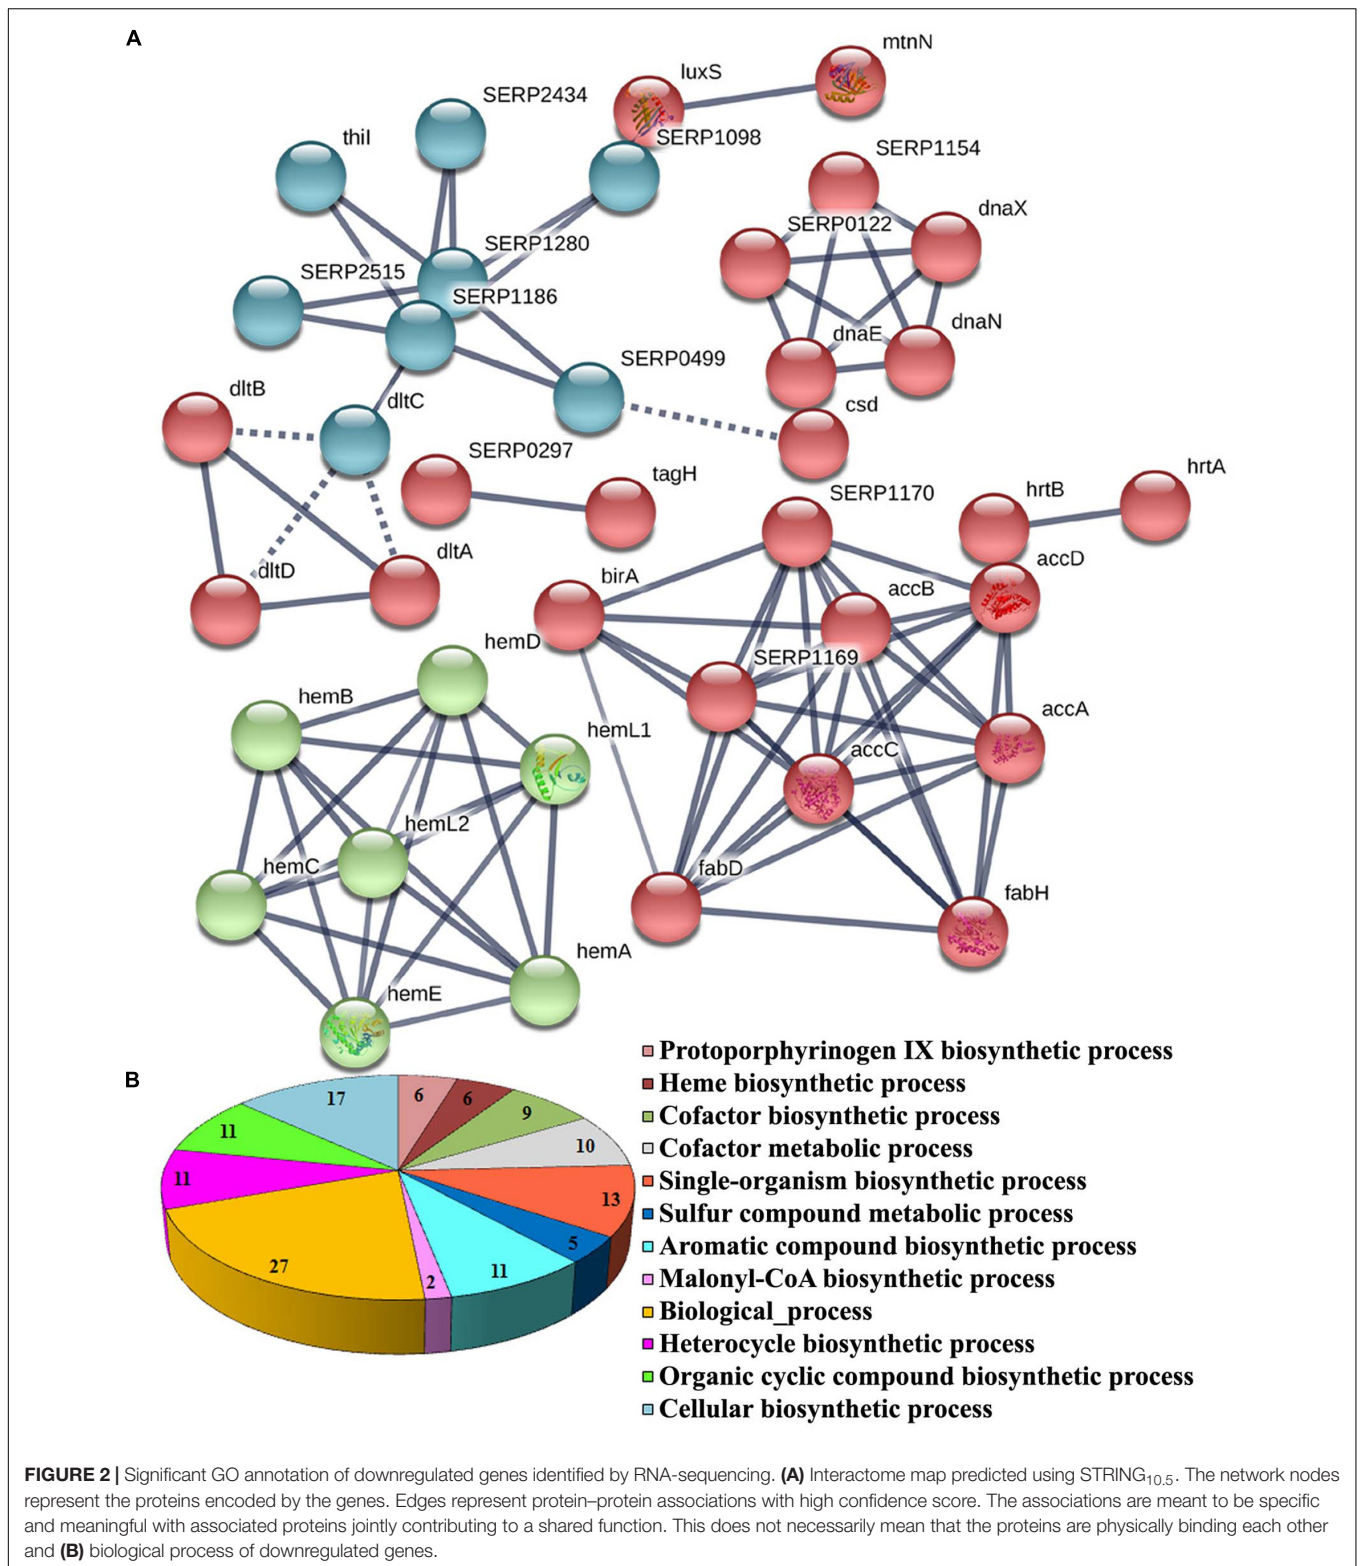 A
mtnN
luxS
SERP2434
SERP1098
thiI
SERP1154
dnaX
SERP0122
SERP1280
SERP2515
SERP1186
dnaN
dnaE
SERP0499
dltB
dltC
csd
SERP0297
tagH
hrtA
SERP1170
hrtB
dltA
accD
dltD
birA
accB
hemD
SERP1169
hemB
accA
hemL1
accC
hemL2
hemC
fabD
fabH
hemA
hemE
B
6
6
9
10
13
5
11
2
27
11
11
17
Protoporphyrinogen IX biosynthetic process
Heme biosynthetic process
Cofactor biosynthetic process
Cofactor metabolic process
Single-organism biosynthetic process
Sulfur compound metabolic process
Aromatic compound biosynthetic process
Malonyl-CoA biosynthetic process
Biological_process
Heterocycle biosynthetic process
Organic cyclic compound biosynthetic process
Cellular biosynthetic process
FIGURE 2 | Significant GO annotation of downregulated genes identified by RNA-sequencing. (A) Interactome map predicted using STRING10.5. The network nodes
represent the proteins encoded by the genes. Edges represent protein–protein associations with high confidence score. The associations are meant to be specific
and meaningful with associated proteins jointly contributing to a shared function. This does not necessarily mean that the proteins are physically binding each other
and (B) biological process of downregulated genes.